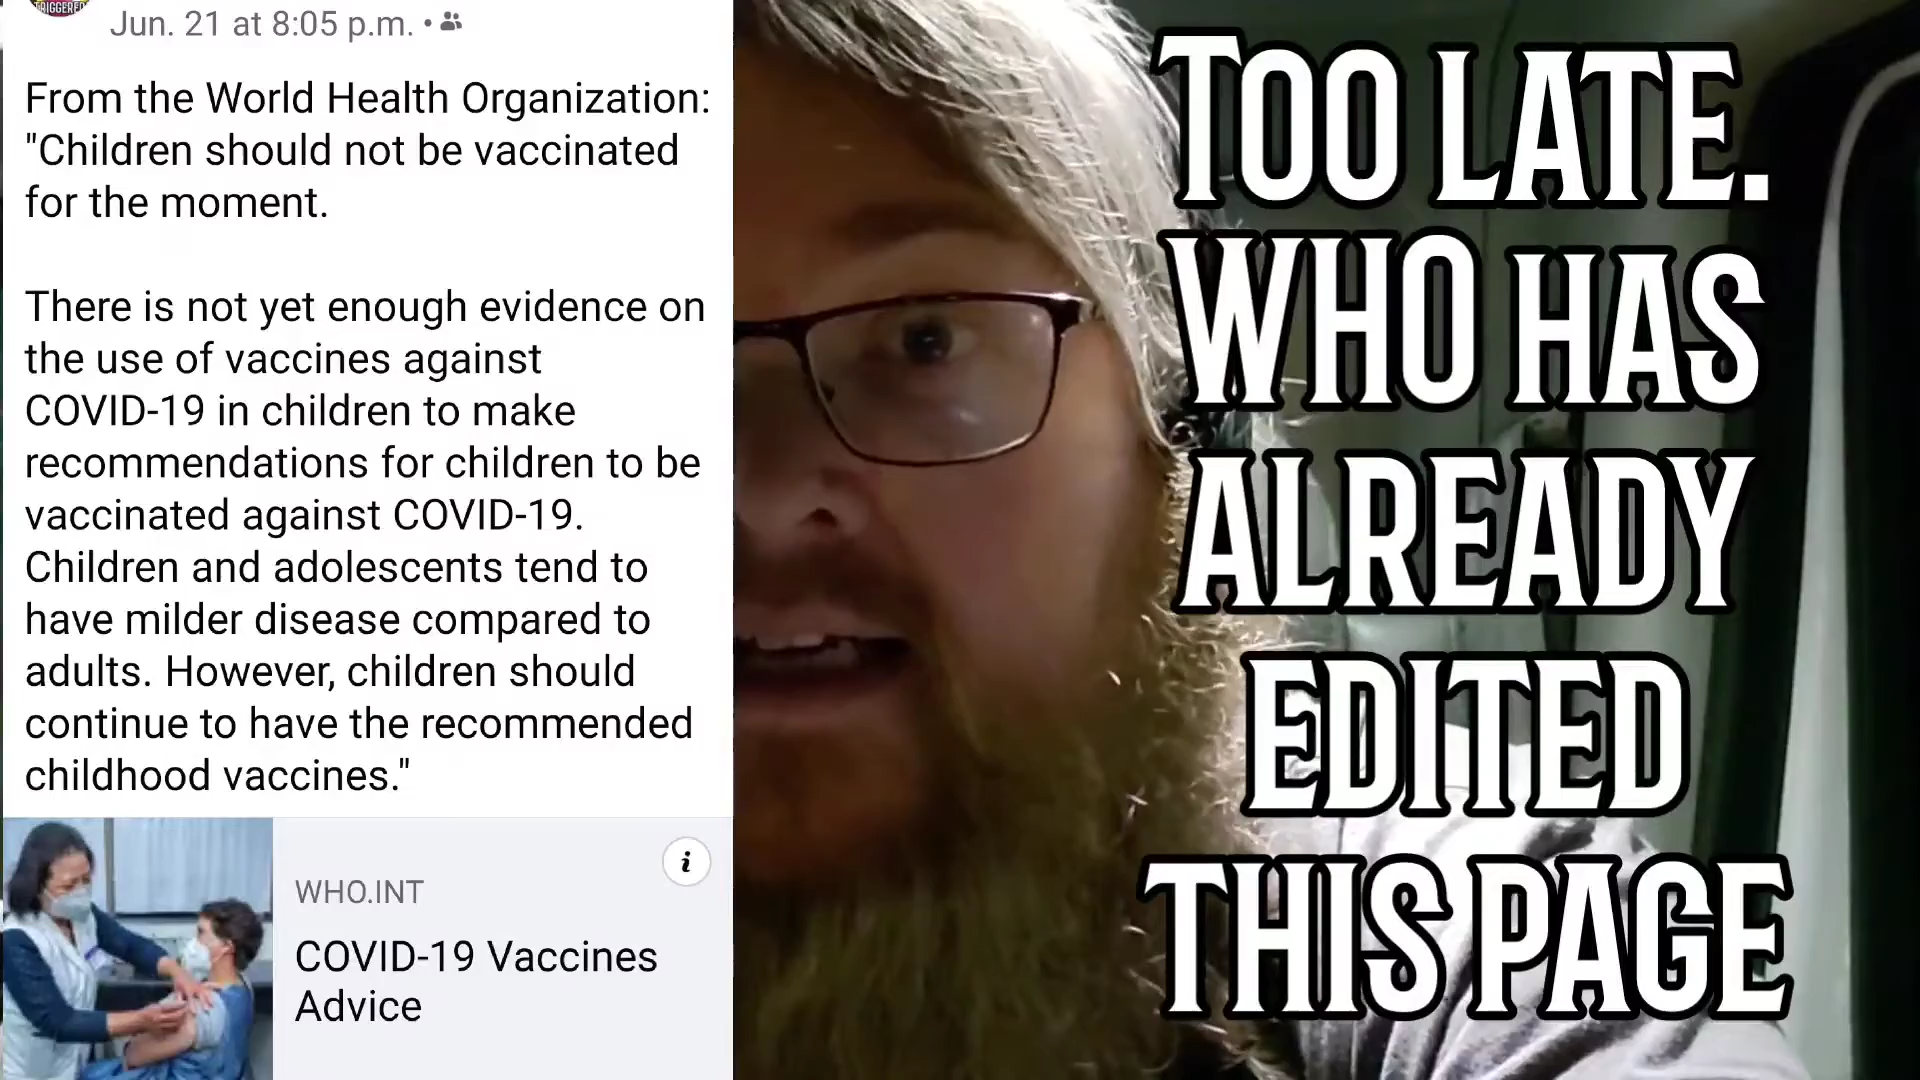 TRIGGERED
Jun. 21 at 8:05 p.m. •
From the World Health Organization:
"Children should not be vaccinated
for the moment.
There is not yet enough evidence on
the use of vaccines against
COVID-19 in children to make
recommendations for children to be
vaccinated against COVID-19.
Children and adolescents tend to
have milder disease compared to
adults. However, children should
continue to have the recommended
childhood vaccines."
i
WHO.INT
COVID-19 Vaccines
Advice
TOO LATE.
WHO HAS
ALREADY
EDITED
THIS PAGE